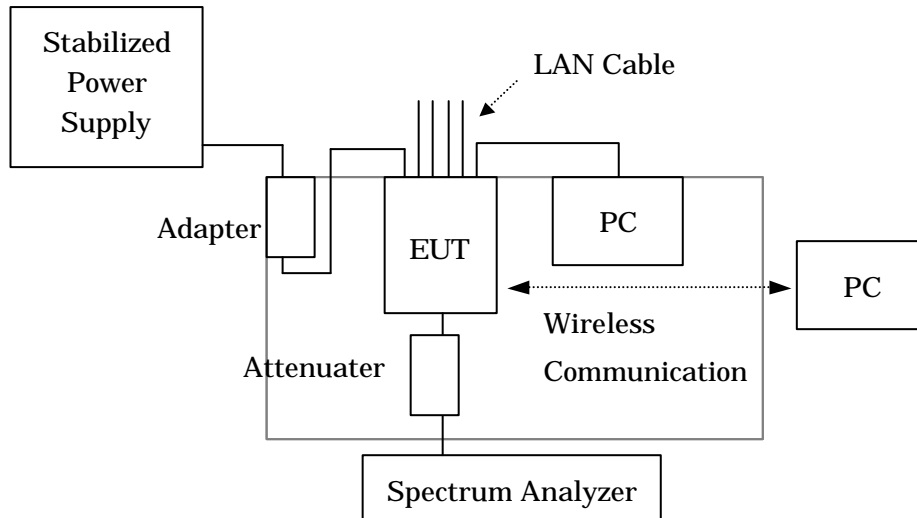 Stabilized
Power
Supply
LAN Cable
Adapter
EUT
PC
PC
Wireless
Communication
Attenuater
Spectrum Analyzer